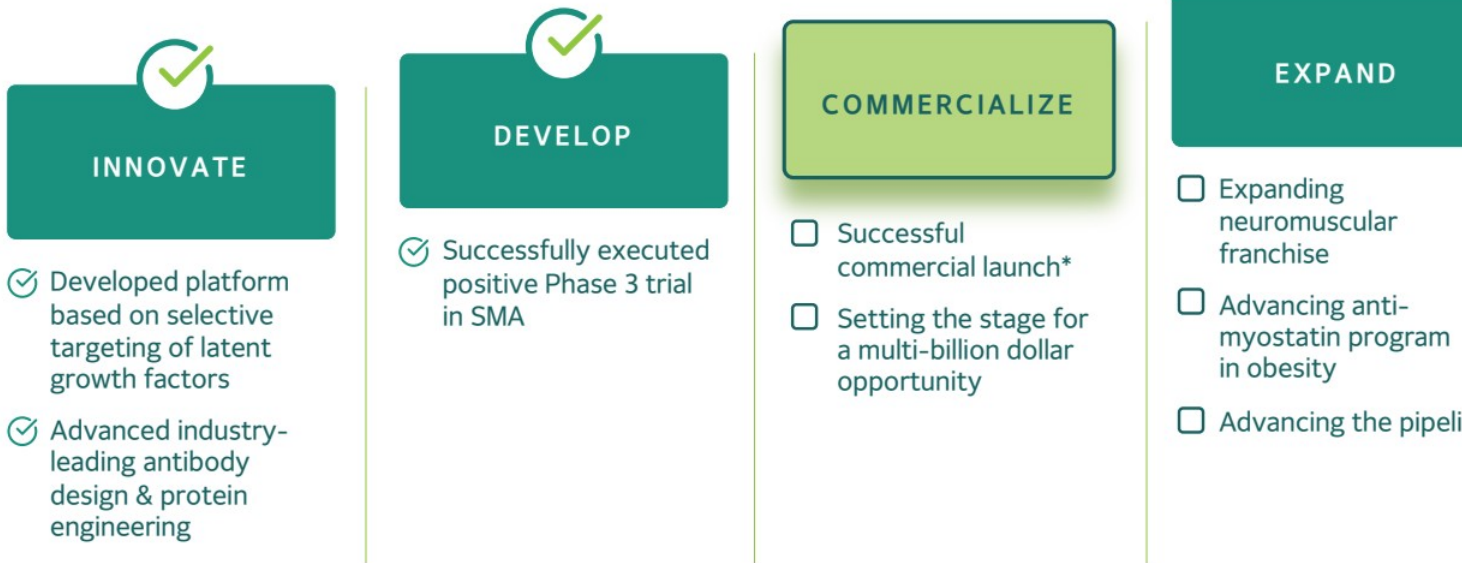 INNOVATE
Developed platform
based on selective
targeting of latent
growth factors
Advanced industry-
leading antibody
design & protein
engineering
DEVELOP
Successfully executed
positive Phase 3 trial
in SMA
COMMERCIALIZE
Successful
commercial launch*
Setting the stage for
a multi-billion dollar
opportunity
EXPAND
Expanding
neuromuscular
franchise
Advancing anti-
myostatin program
in obesity
Advancing the